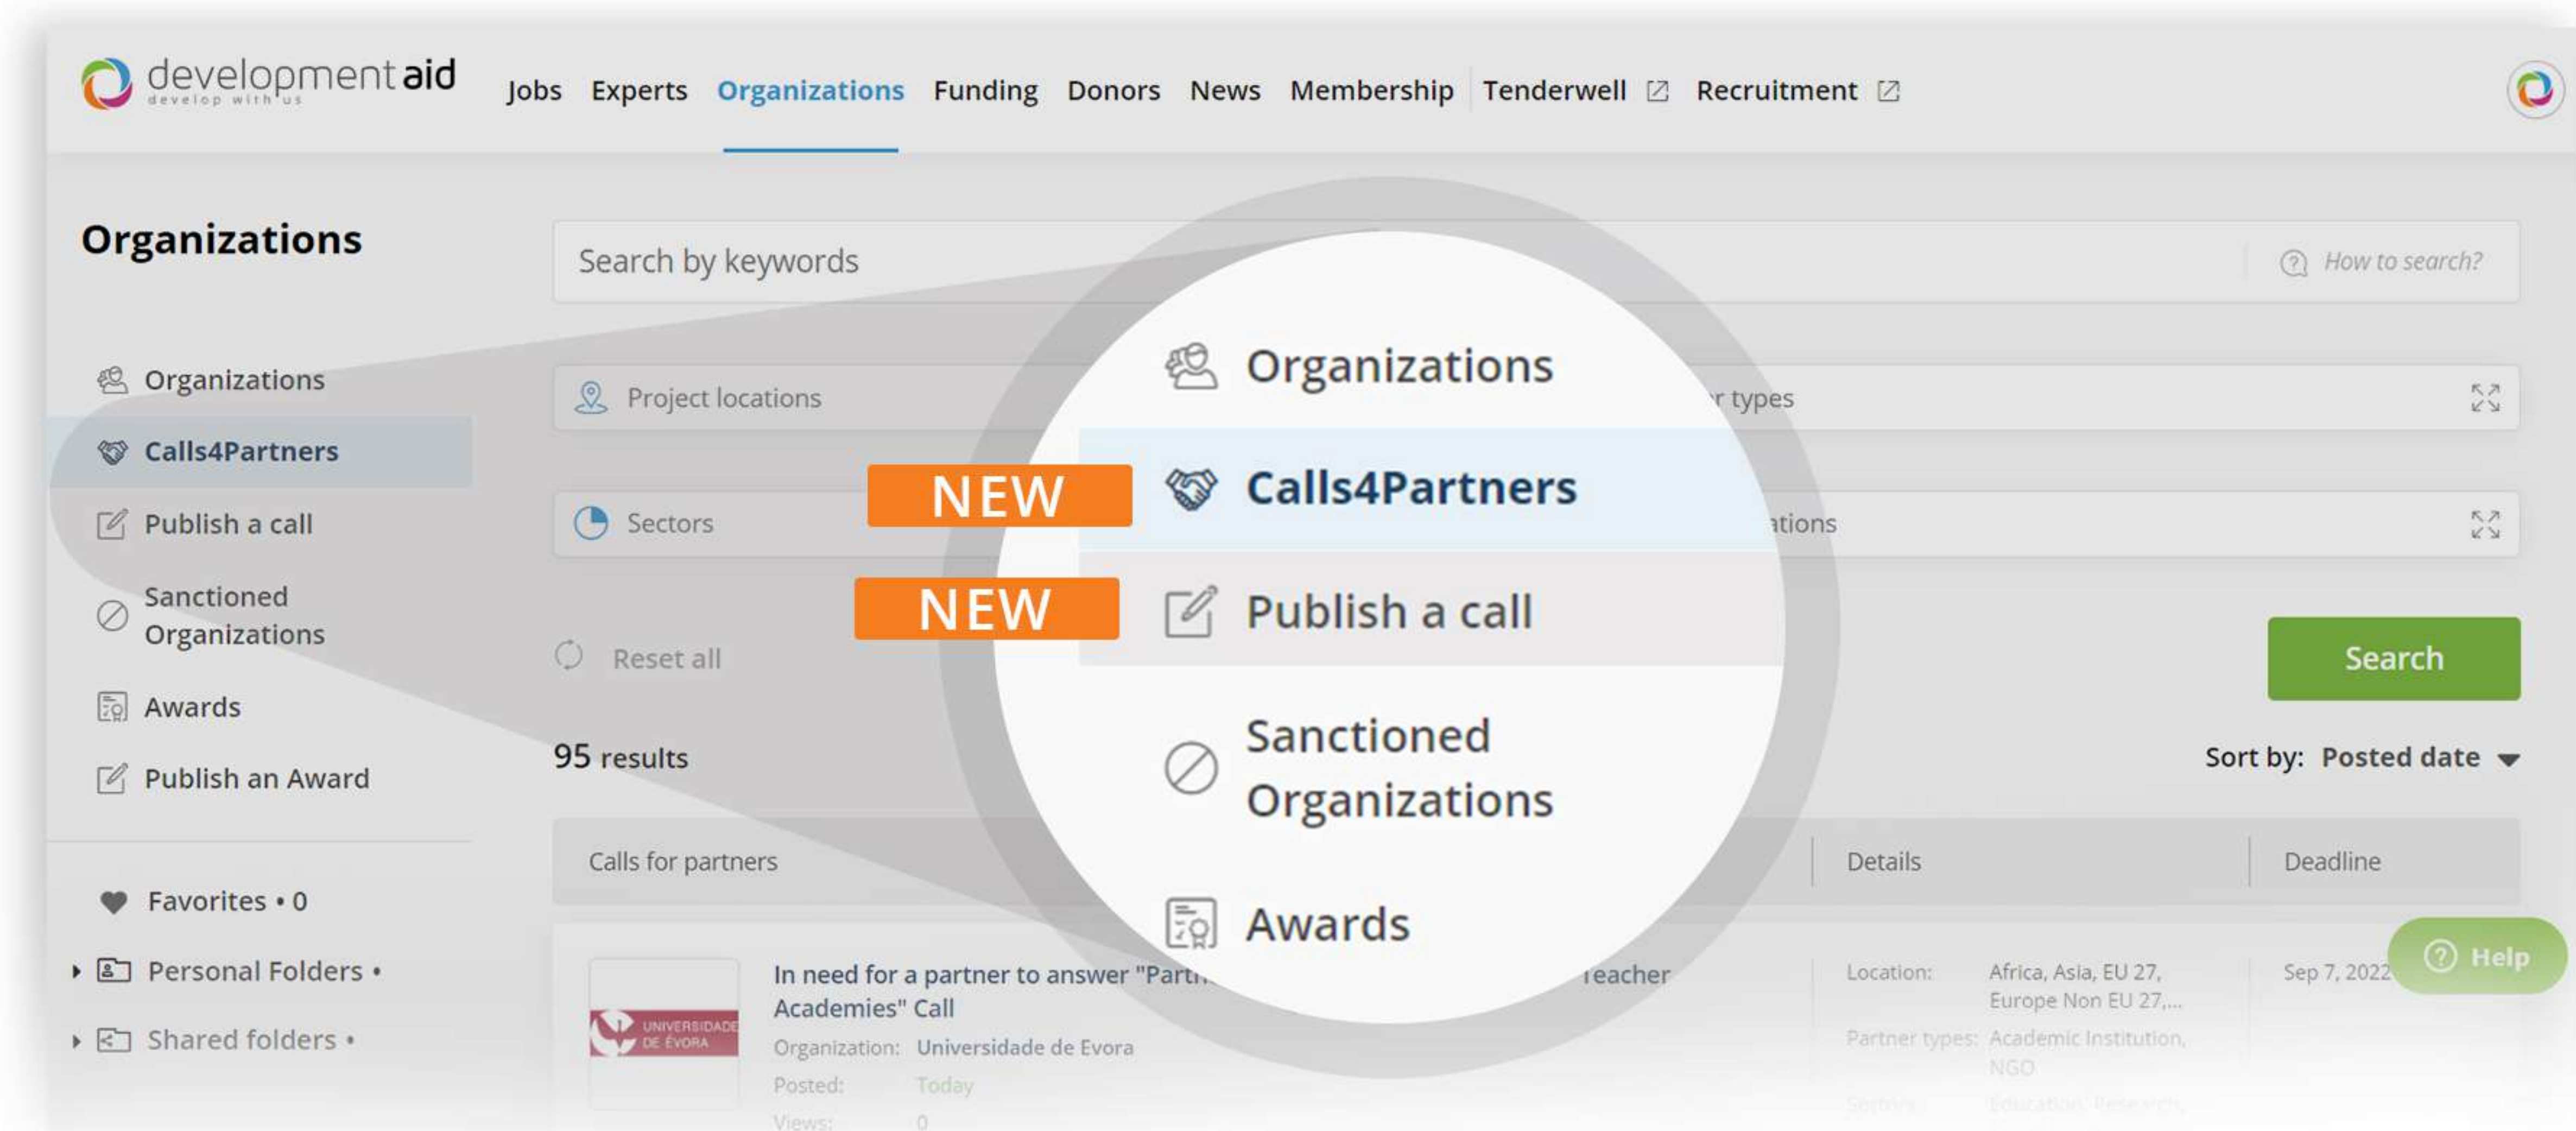 developmentaid
develop with us
Jobs Experts Organizations Funding Donors News Membership Tenderwell Recruitment
Organizations
Organizations
Calls4Partners
Publish a call
Sanctioned
Organizations
Awards
Publish an Award
Favorites • 0
Personal Folders •
Shared folders •
Search by keywords
How to search?
Project locations
r types
Sectors
ations
Reset all
Search
95 results
Sort by: Posted date
NEW
NEW
Organizations
Calls4Partners
Publish a call
Sanctioned
Organizations
Awards
Calls for partners
Details
Deadline
UNIVERSIDADE
DE ÉVORA
In need for a partner to answer "Partn Teacher
Academies" Call
Organization: Universidade de Evora
Posted: Today
Views: 0
Location: Africa, Asia, EU 27,
Europe Non EU 27,...
Partner types: Academic Institution,
NGO
Sectors: Education, Research,
Sep 7, 2022
Help